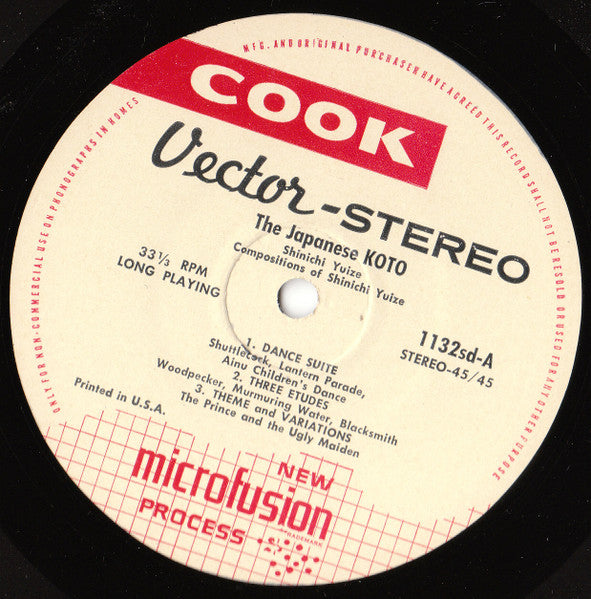 MFG. AND ORIGINAL PURCHASER HAVE AGREED THIS RECORD SHALL NOT BE RESOLD OR USED FOR ANY OTHER PURPOSE
ONLY FOR NON-COMMERCIAL USE ON PHONOGRAPHS IN HOMES
COOK
Vector-STEREO
The Japanese KOTO
Shinichi Yuize
Compositions of Shinichi Yuize
33⅓ RPM
LONG PLAYING
1132sd-A
STEREO-45/45
1. DANCE SUITE
Shuttlecock, Lantern Parade,
Ainu Children's Dance
2. THREE ETUDES
Woodpecker, Murmuring Water, Blacksmith
3. THEME and VARIATIONS
The Prince and the Ugly Maiden
Printed in U.S.A.
NEW
microfusion
TRADEMARK
PROCESS